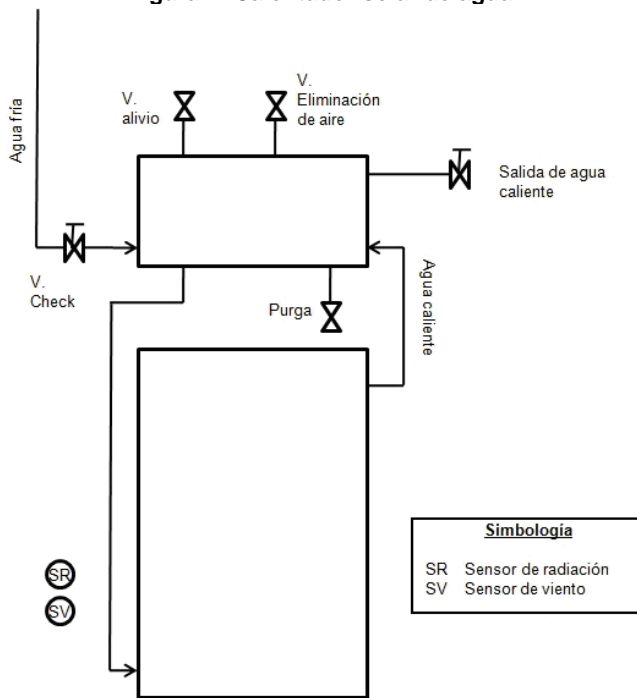 Agua fría
V.
alivio
V.
Eliminación
de aire
Salida de agua
caliente
V.
Check
Purga
Agua caliente
SR
SV
Simbología
SR Sensor de radiación
SV Sensor de viento